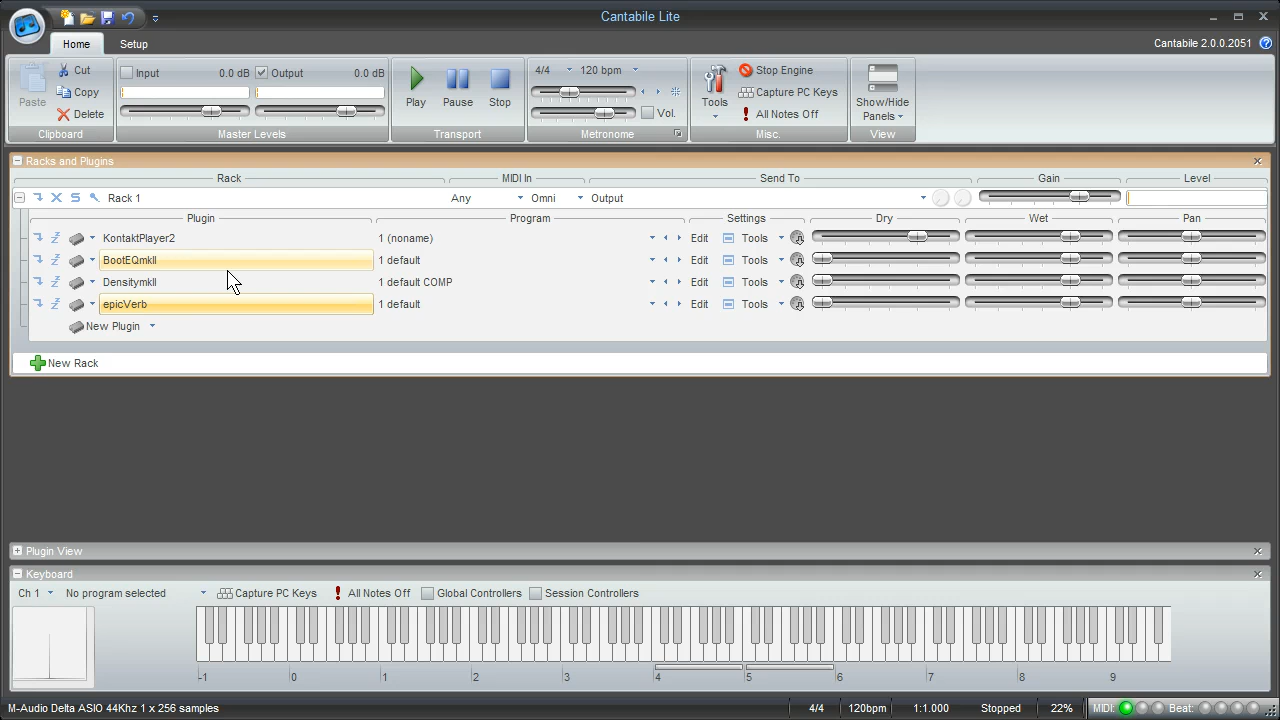 Cantabile Lite
Home Setup
Cantabile 2.0.0.2051
Paste Cut Copy Delete
Clipboard
Input 0.0 dB Output 0.0 dB
Master Levels
Play Pause Stop
Transport
4/4 120 bpm
Vol.
Metronome
Tools Stop Engine
Capture PC Keys
All Notes Off
Misc.
Show/Hide
Panels
View
Racks and Plugins
Rack MIDI In Send To Gain Level
Rack 1 Any Omni Output
Plugin Program Settings Dry Wet Pan
KontaktPlayer2 1 (noname) Edit Tools
BootEQmkII 1 default Edit Tools
DensitymkII 1 default COMP Edit Tools
epicVerb 1 default Edit Tools
New Plugin
New Rack
Plugin View
Keyboard
Ch 1 No program selected Capture PC Keys All Notes Off Global Controllers Session Controllers
-1 0 1 2 3 4 5 6 7 8 9
M-Audio Delta ASIO 44Khz 1 x 256 samples 4/4 120bpm 1:1.000 Stopped 22% MIDI: Beat: